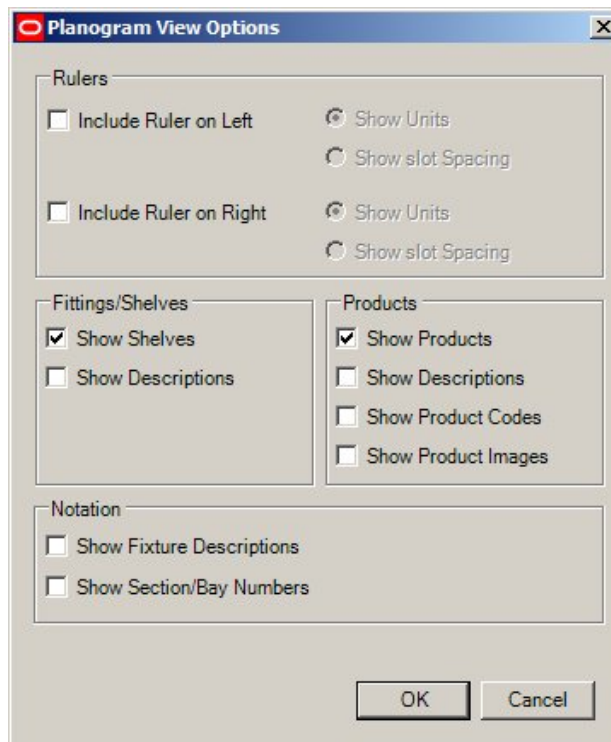 Planogram View Options
Rulers
Include Ruler on Left
Show Units
Show slot Spacing
Include Ruler on Right
Show Units
Show slot Spacing
Fittings/Shelves
Show Shelves
Show Descriptions
Products
Show Products
Show Descriptions
Show Product Codes
Show Product Images
Notation
Show Fixture Descriptions
Show Section/Bay Numbers
OK
Cancel